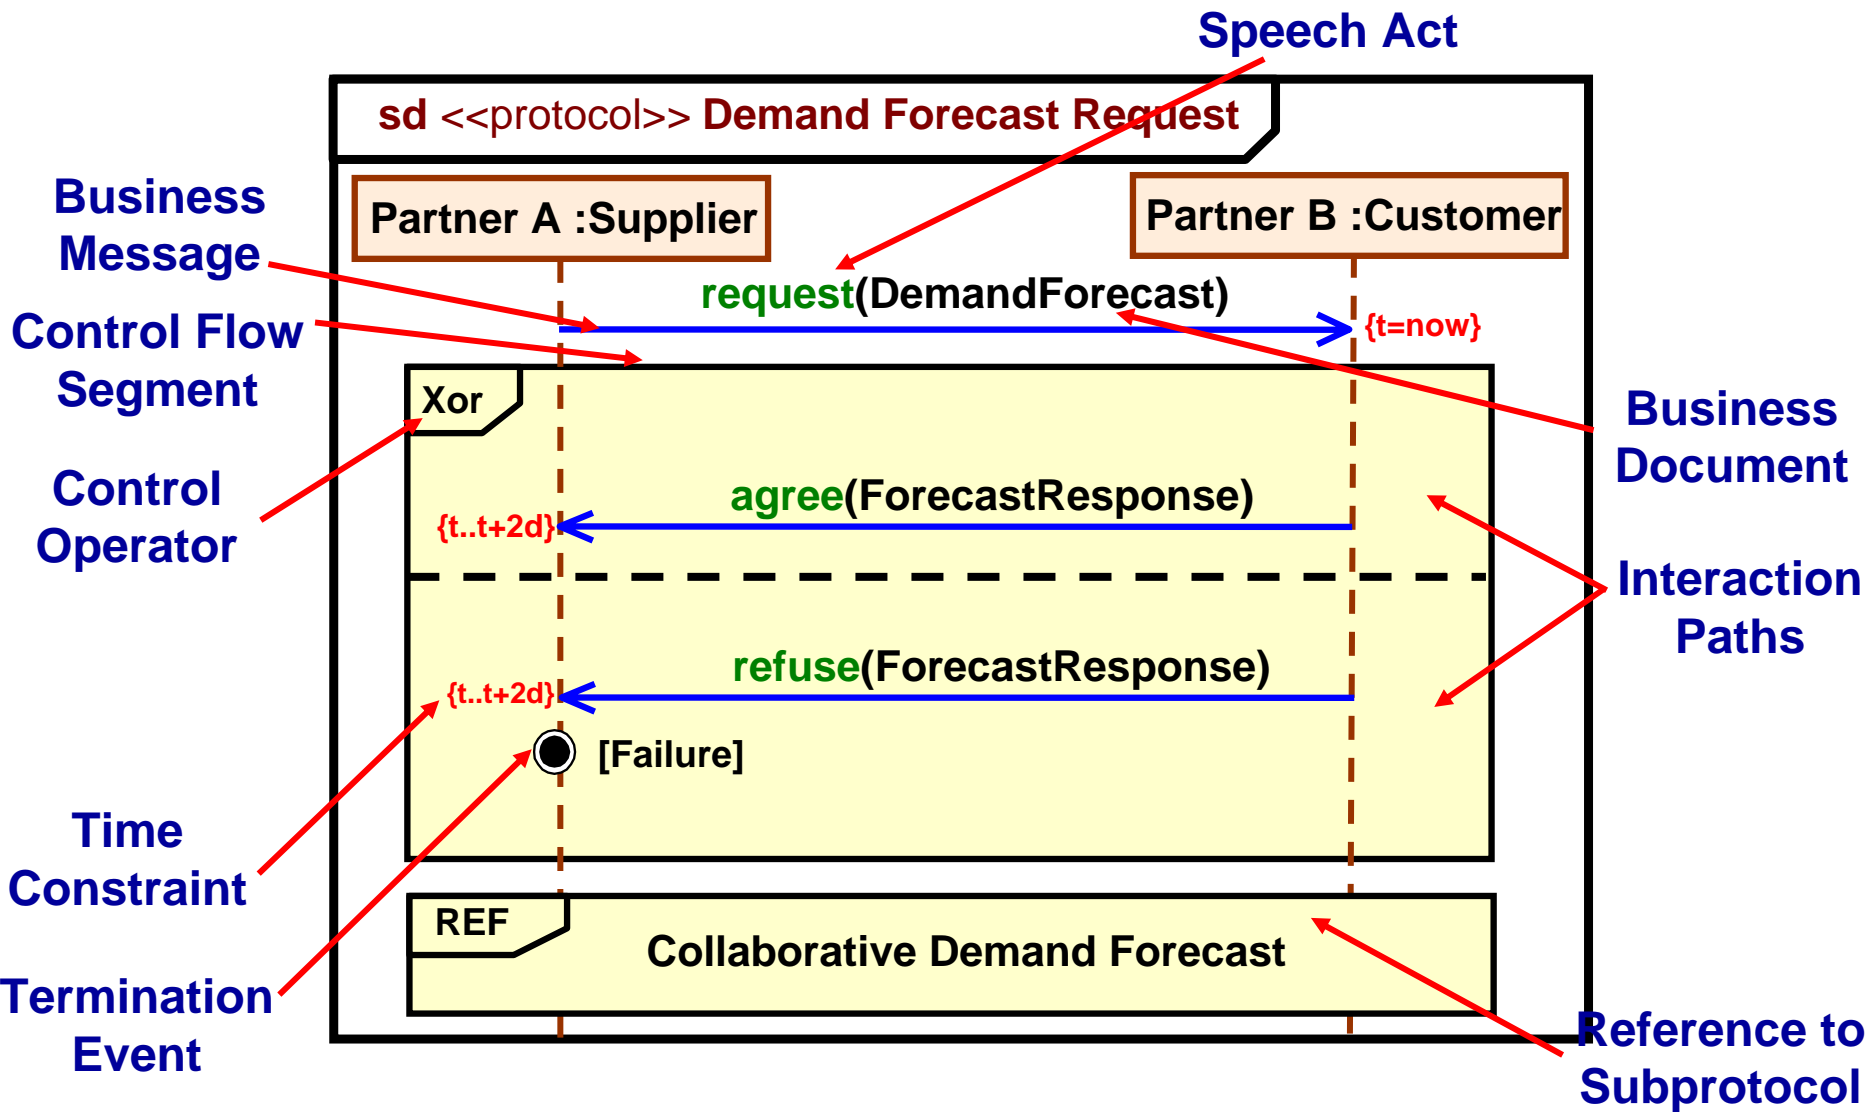 Speech Act
sd <<protocol>> Demand Forecast Request
Business
Message
Partner A :Supplier
Partner B :Customer
request(DemandForecast)
{t=now}
Control Flow
Segment
Xor
Business
Document
Control
Operator
agree(ForecastResponse)
{t..t+2d}
Interaction
Paths
refuse(ForecastResponse)
{t..t+2d}
[Failure]
Time
Constraint
REF
Collaborative Demand Forecast
Termination
Event
Reference to
Subprotocol